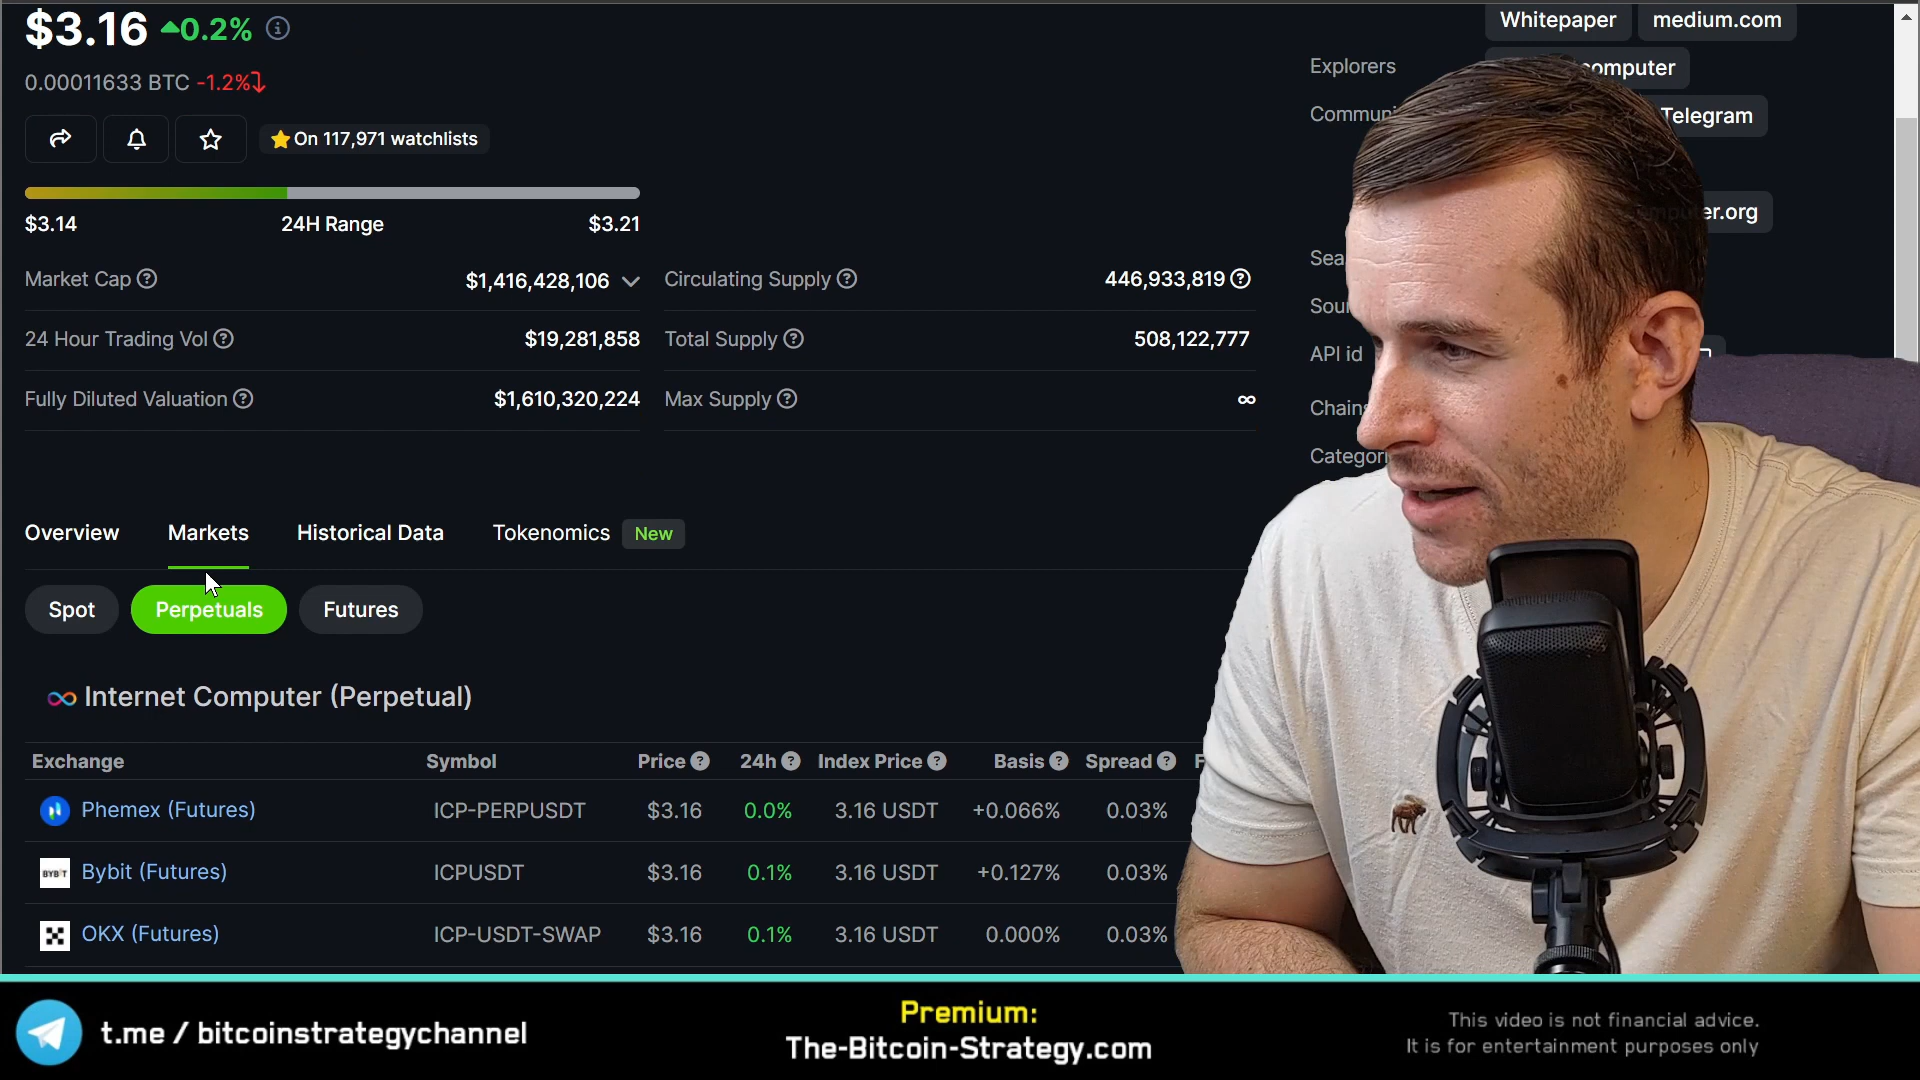 $3.16 0.2%
Whitepaper medium.com
0.00011633 BTC -1.2%
Explorers computer
Telegram
On 117,971 watchlists
$3.14 24H Range $3.21
Market Cap $1,416,428,106
Circulating Supply 446,933,819
24 Hour Trading Vol $19,281,858
Total Supply 508,122,777
API id
Fully Diluted Valuation $1,610,320,224
Max Supply ∞
Overview Markets Historical Data Tokenomics New
Spot Perpetuals Futures
Internet Computer (Perpetual)
Exchange Symbol Price 24h Index Price Basis Spread
Phemex (Futures) ICP-PERPUSDT $3.16 0.0% 3.16 USDT +0.066% 0.03%
BYBIT Bybit (Futures) ICPUSDT $3.16 0.1% 3.16 USDT +0.127% 0.03%
OKX (Futures) ICP-USDT-SWAP $3.16 0.1% 3.16 USDT 0.000% 0.03%
t.me / bitcoinstrategychannel
Premium:
The-Bitcoin-Strategy.com
This video is not financial advice.
It is for entertainment purposes only